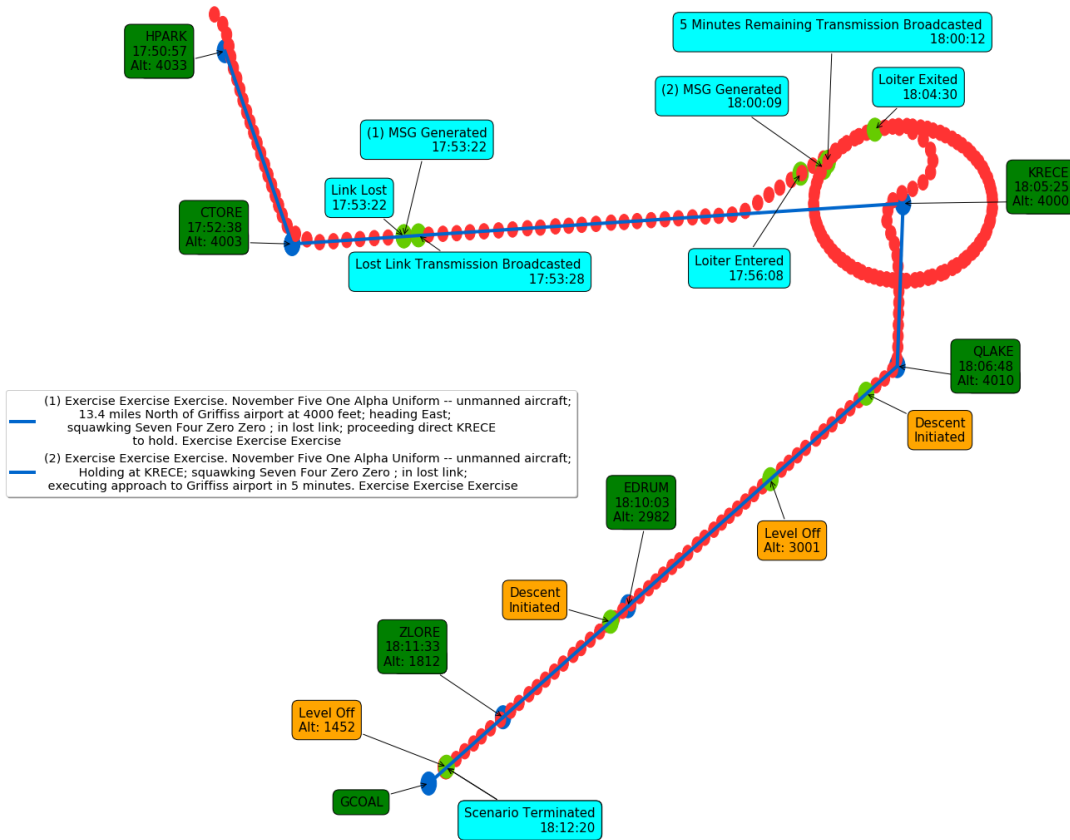 5 Minutes Remaining Transmission Broadcasted
18:00:12
HPARK
17:50:57
Alt: 4033
(2) MSG Generated
18:00:09
Loiter Exited
18:04:30
(1) MSG Generated
17:53:22
Link Lost
17:53:22
KRECE
18:05:25
Alt: 4000
CTORE
17:52:38
Alt: 4003
Lost Link Transmission Broadcasted
17:53:28
Loiter Entered
17:56:08
QLAKE
18:06:48
Alt: 4010
(1) Exercise Exercise Exercise. November Five One Alpha Uniform -- unmanned aircraft;
13.4 miles North of Griffiss airport at 4000 feet; heading East;
squawking Seven Four Zero Zero ; in lost link; proceeding direct KRECE
to hold. Exercise Exercise Exercise
(2) Exercise Exercise Exercise. November Five One Alpha Uniform -- unmanned aircraft;
Holding at KRECE; squawking Seven Four Zero Zero ; in lost link;
executing approach to Griffiss airport in 5 minutes. Exercise Exercise Exercise
Descent
Initiated
EDRUM
18:10:03
Alt: 2982
Level Off
Alt: 3001
Descent
Initiated
ZLORE
18:11:33
Alt: 1812
Level Off
Alt: 1452
GCOAL
Scenario Terminated
18:12:20